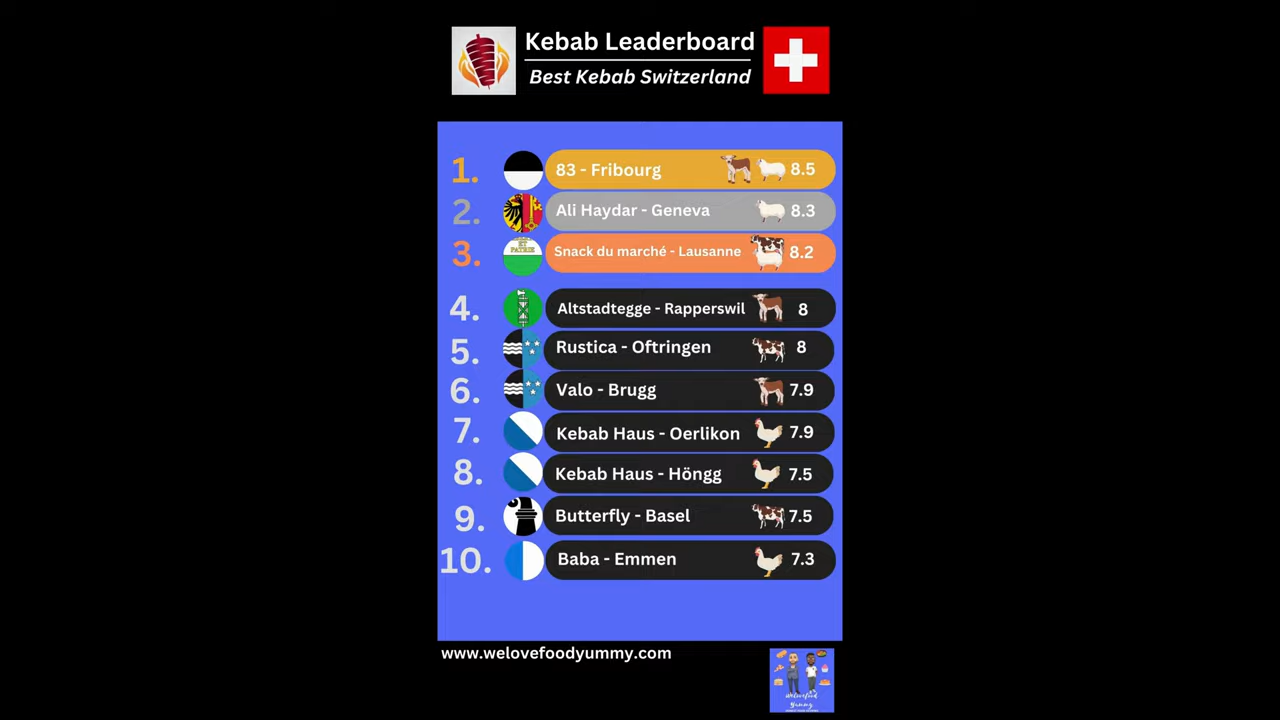 Kebab Leaderboard
Best Kebab Switzerland
1. 83 - Fribourg 8.5
2. Ali Haydar - Geneva 8.3
3. PATRIE Snack du marché - Lausanne 8.2
4. Altstadtegge - Rapperswil 8
5. Rustica - Oftringen 8
6. Valo - Brugg 7.9
7. Kebab Haus - Oerlikon 7.9
8. Kebab Haus - Höngg 7.5
9. Butterfly - Basel 7.5
10. Baba - Emmen 7.3
www.welovefoodyummy.com
Welovefood
Yummy